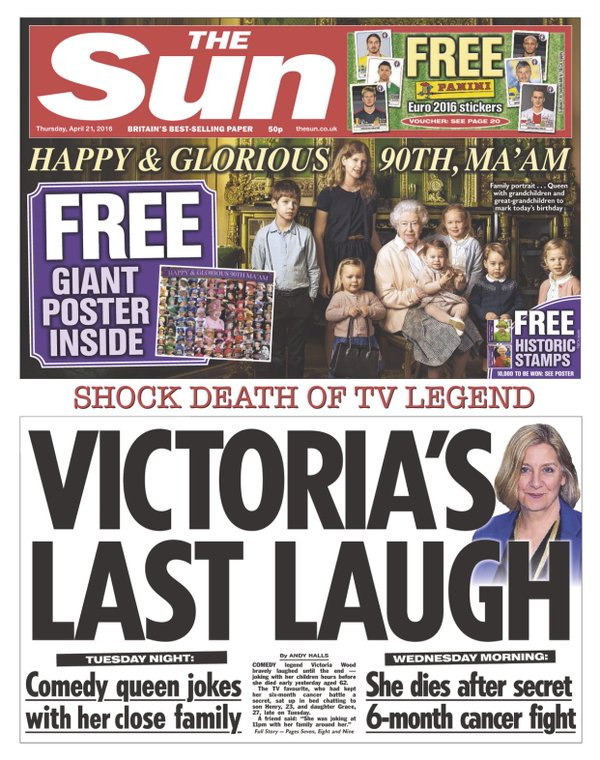 THE
Sun
Thursday, April 21, 2016
BRITAIN'S BEST-SELLING PAPER
50p
thesun.co.uk
FREE
PANINI
Euro 2016 stickers
VOUCHER: SEE PAGE 20
HAPPY & GLORIOUS 90TH, MA'AM
Family portrait . . . Queen
with grandchildren and
great-grandchildren to
mark today's birthday
FREE
GIANT
POSTER
INSIDE
HAPPY & GLORIOUS 90TH MA'AM!
FREE
HISTORIC
STAMPS
10,000 TO BE WON: SEE POSTER
SHOCK DEATH OF TV LEGEND
VICTORIA'S
LAST LAUGH
TUESDAY NIGHT:
Comedy queen jokes
with her close family
By ANDY HALLS
COMEDY legend Victoria Wood
bravely laughed until the end —
joking with her children hours before
she died early yesterday aged 62.
The TV favourite, who had kept
her six-month cancer battle a
secret, sat up in bed chatting to
son Henry, 23, and daughter Grace,
27, late on Tuesday.
A friend said: "She was joking at
11pm with her family around her."
Full Story — Pages Seven, Eight and Nine
WEDNESDAY MORNING:
She dies after secret
6-month cancer fight